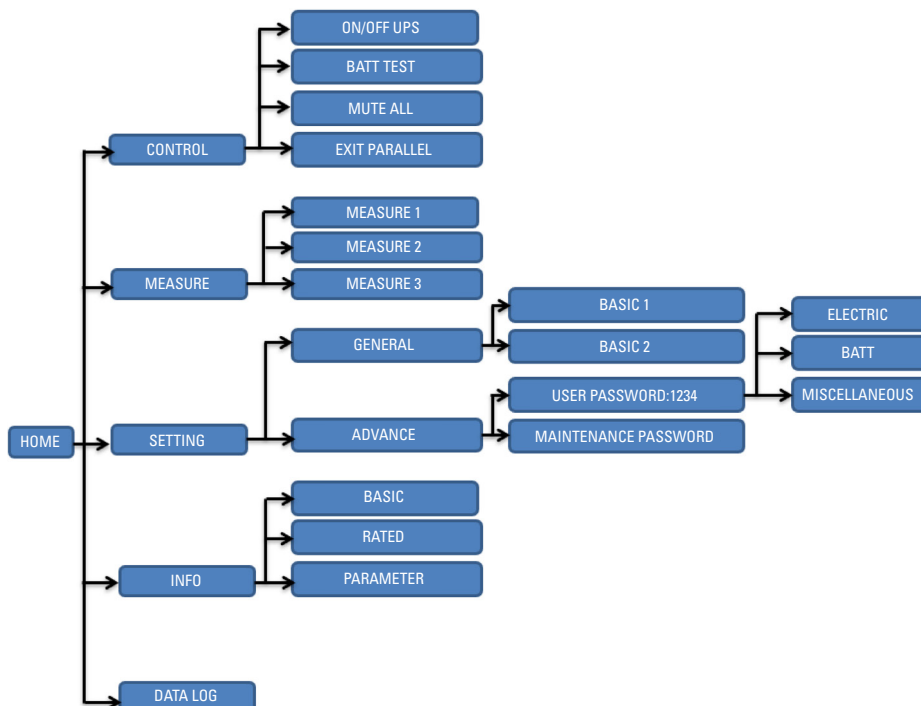 HOME
CONTROL
ON/OFF UPS
BATT TEST
MUTE ALL
EXIT PARALLEL
MEASURE
MEASURE 1
MEASURE 2
MEASURE 3
SETTING
GENERAL
BASIC 1
BASIC 2
ADVANCE
USER PASSWORD:1234
ELECTRIC
BATT
MISCELLANEOUS
MAINTENANCE PASSWORD
INFO
BASIC
RATED
PARAMETER
DATA LOG